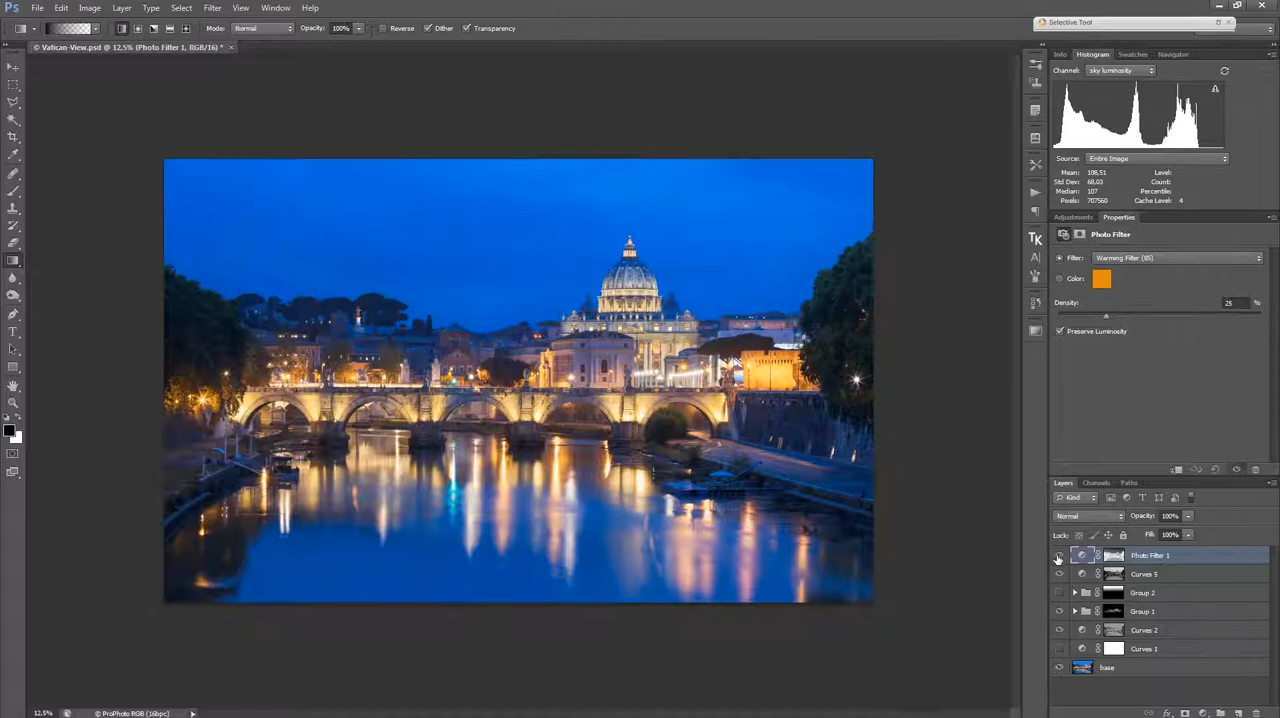 Ps File Edit Image Layer Type Select Filter View Window Help
Mode: Normal Opacity: 100% Reverse Dither Transparency
Selective Tool
© Vatican-View.psd @ 12,5% (Photo Filter 1, RGB/16) * ×
Info Histogram Swatches Navigator
Channel: sky luminosity
Source: Entire Image
Mean: 108.51 Level:
Std Dev: 68.03 Count:
Median: 107 Percentile:
Pixels: 707560 Cache Level: 4
Adjustments Properties
Photo Filter
Filter: Warming Filter (85)
Color:
Density: 25 %
Preserve Luminosity
TK
A
T
Layers Channels Paths
Kind
Normal Opacity: 100%
Lock: Fill: 100%
Photo Filter 1
Curves 5
Group 2
Group 1
Curves 2
Curves 1
base
fx
12,5% © ProPhoto RGB (16bpc)